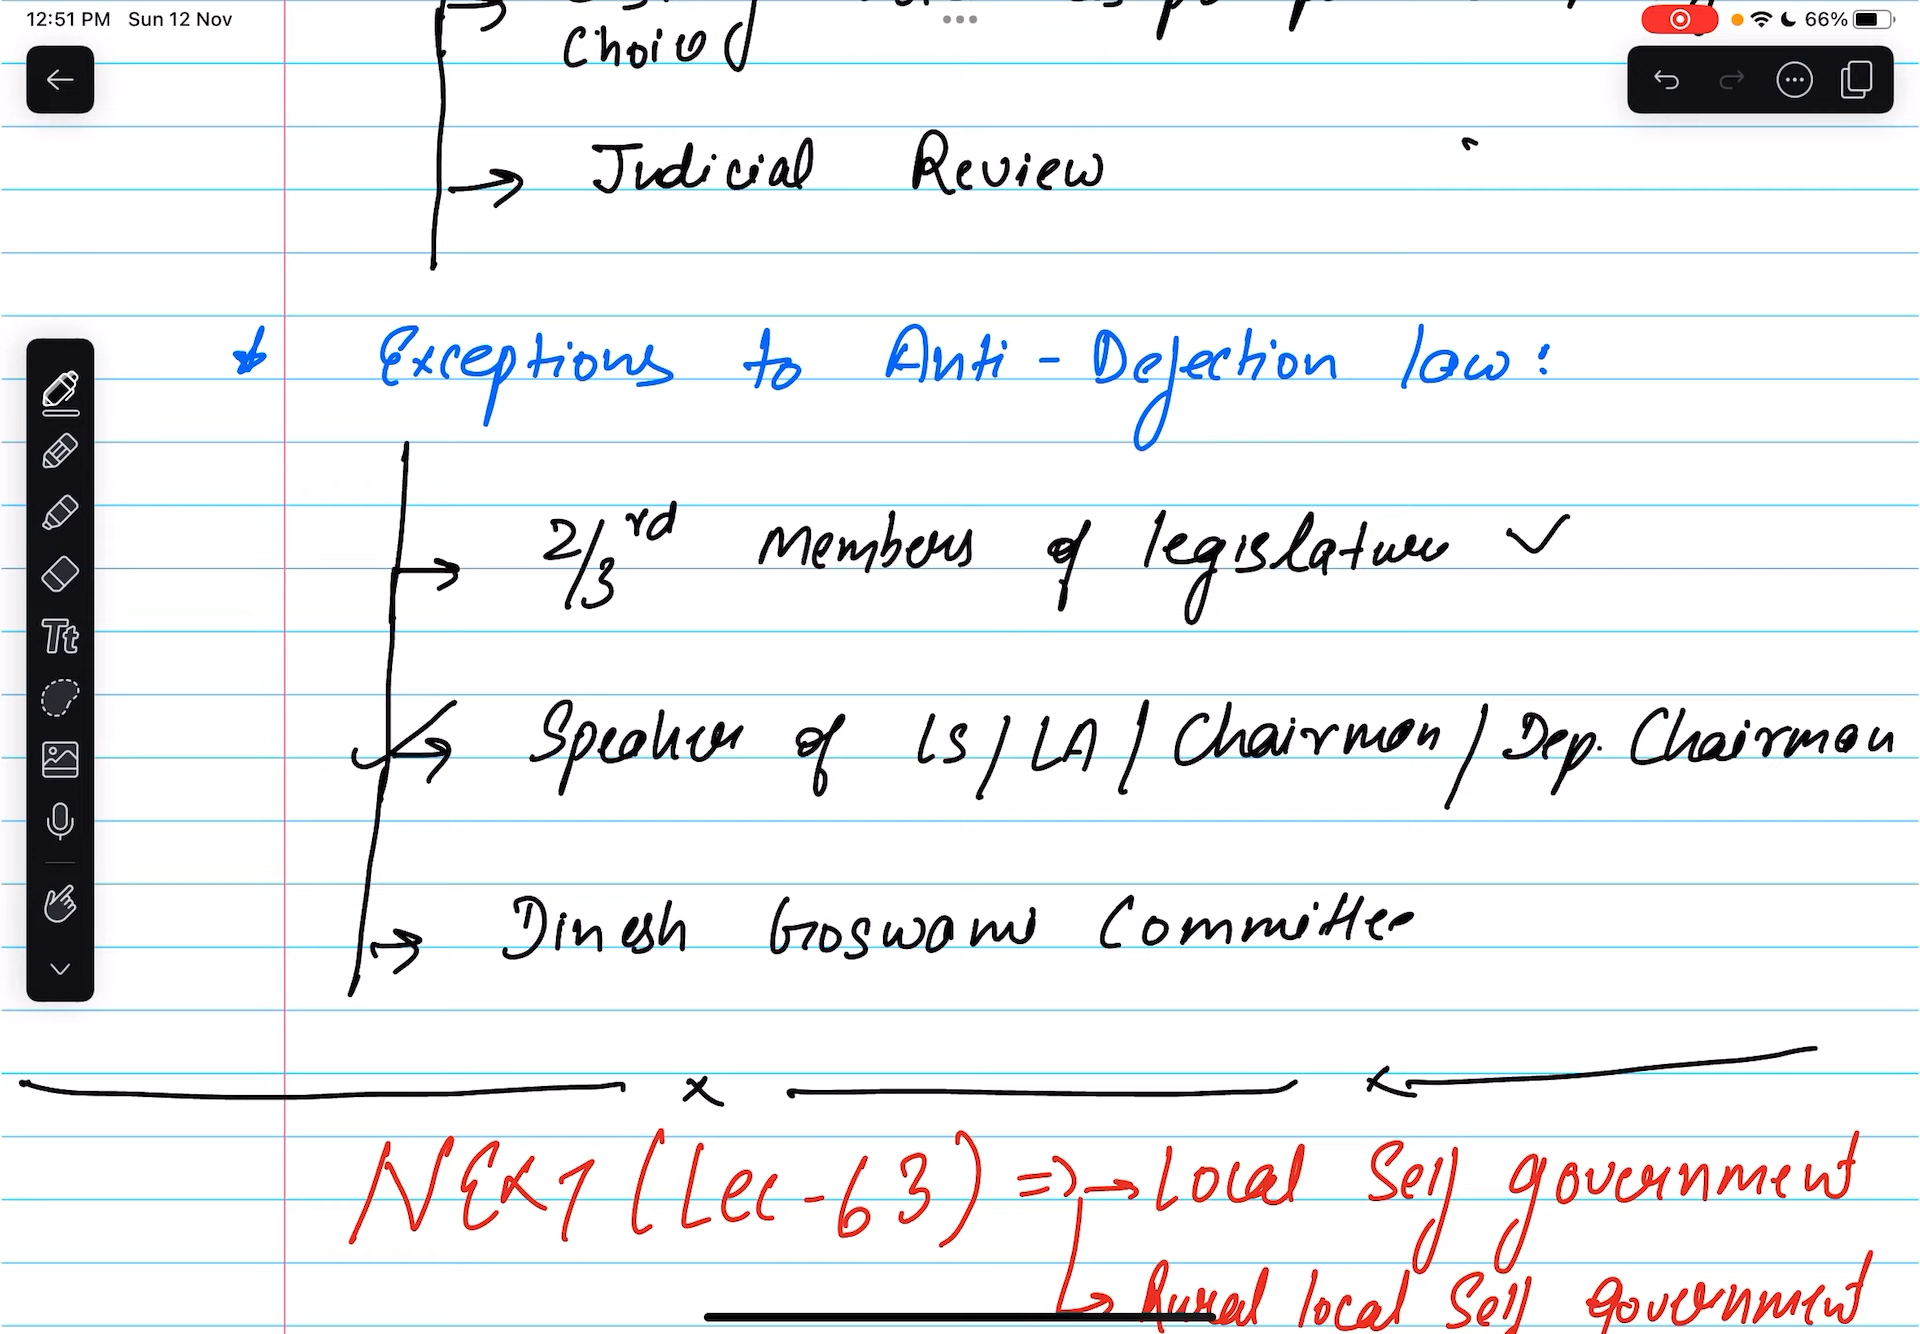 12:51 PM Sun 12 Nov
66%
Choice)
→ Judicial Review
* Exceptions to Anti-Defection law:
→ 2/3rd Members of legislature ✓
→ Speaker of LS/LA/Chairman/Dep. Chairman
→ Dinesh Goswami Committee
x x
NEXT (Lec-63) => → Local Self government
→ Rural local Self government
Tt